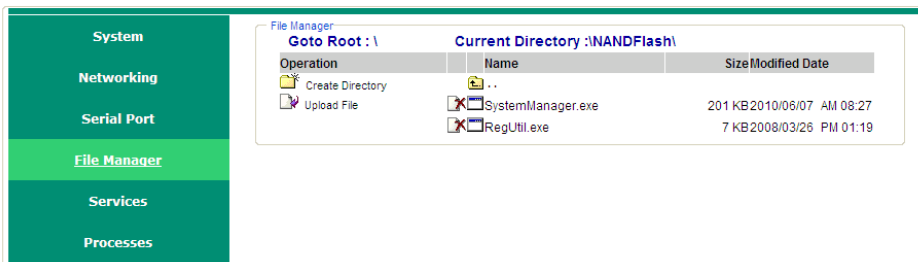 System
Networking
Serial Port
File Manager
Services
Processes
File Manager
Goto Root : \ Current Directory :\NANDFlash\
Operation Name Size Modified Date
Create Directory ..
Upload File SystemManager.exe 201 KB 2010/06/07 AM 08:27
RegUtil.exe 7 KB 2008/03/26 PM 01:19